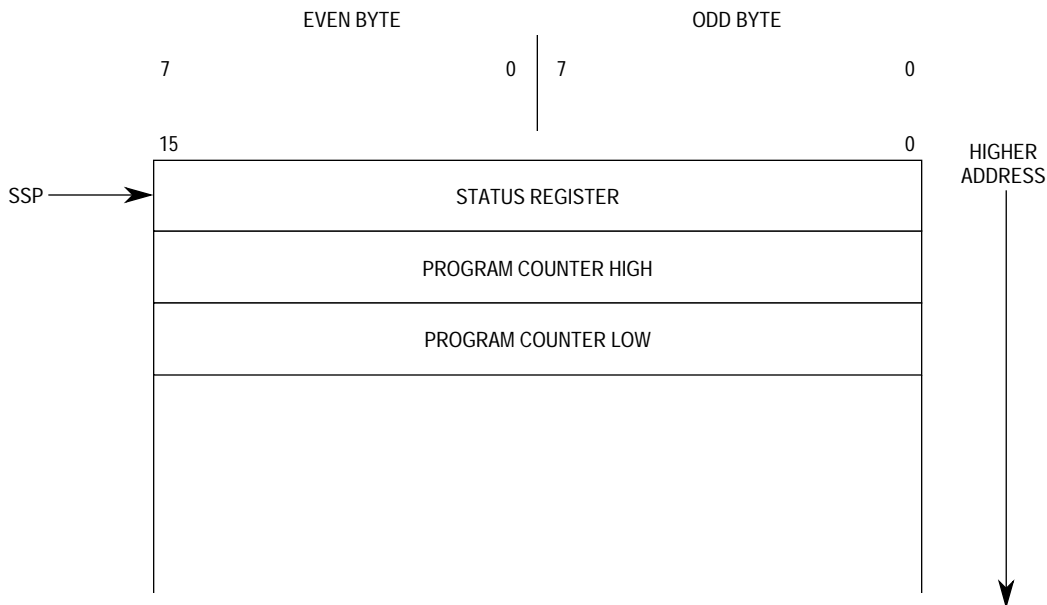 EVEN BYTE ODD BYTE
7 0 7 0
15 0
HIGHER
ADDRESS
SSP
STATUS REGISTER
PROGRAM COUNTER HIGH
PROGRAM COUNTER LOW